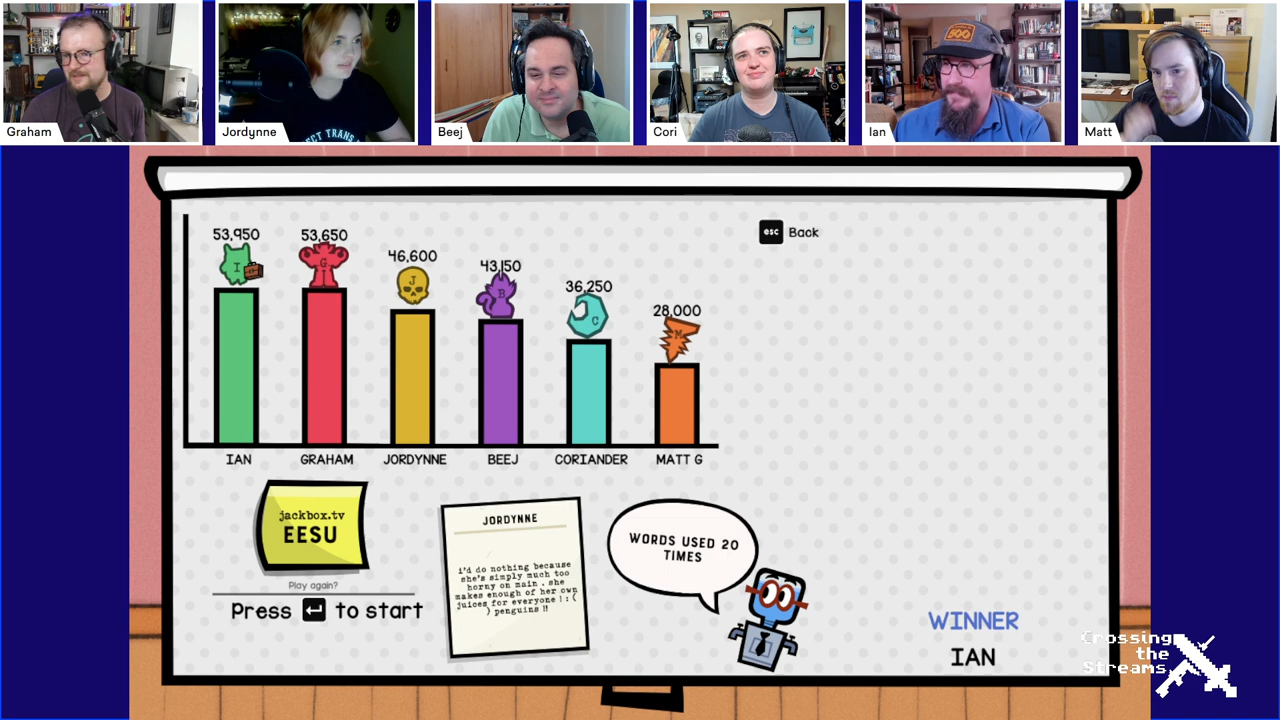 Graham
Jordynne
Beej
Cori
Ian
Matt
500
53,950
53,650
46,600
43,150
36,250
28,000
I
G
J
B
C
M
esc Back
IAN
GRAHAM
JORDYNNE
BEEJ
CORIANDER
MATT G
jackbox.tv
EESU
Play again?
Press ↵ to start
JORDYNNE
i'd do nothing because
she's simply much too
horny on main . she
makes enough of her own
juices for everyone ! : (
) penguins !!
WORDS USED 20
TIMES
WINNER
IAN
Crossing
the
Streams